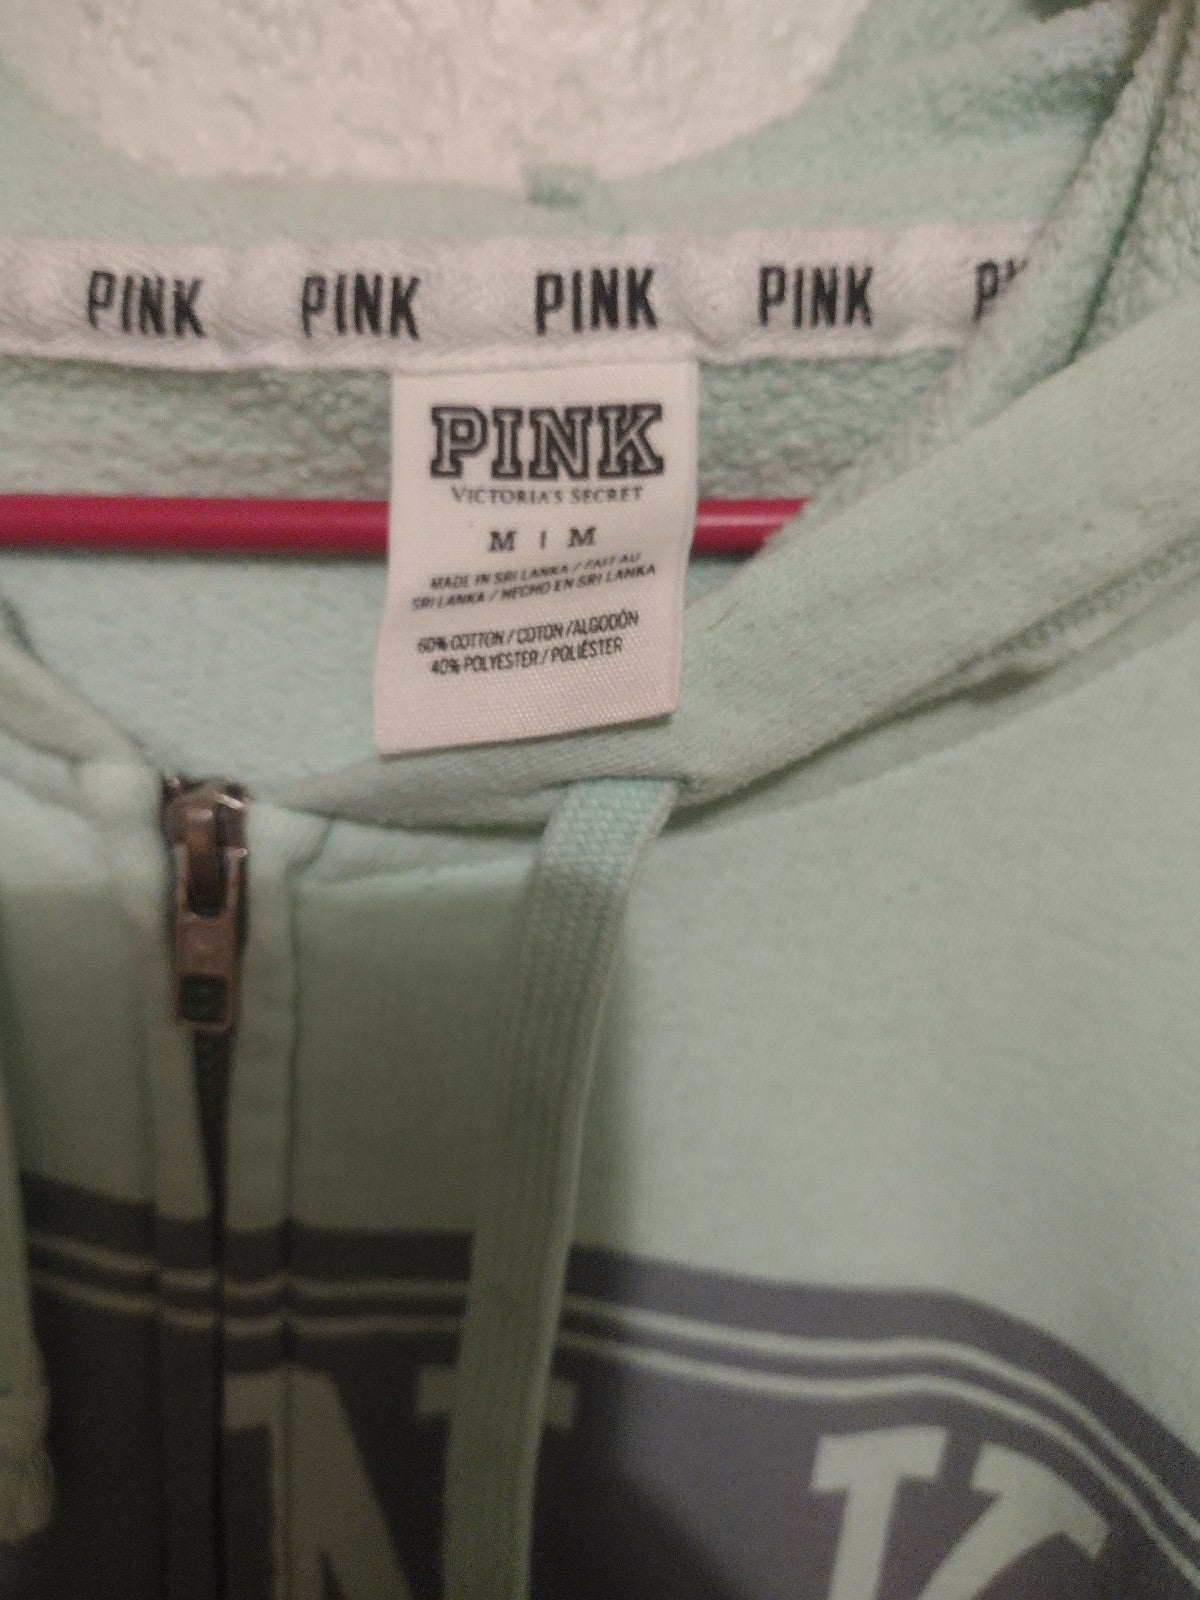 PINK PINK PINK PINK
PINK
VICTORIA'S SECRET
M | M
MADE IN SRI LANKA / FAIT AU
SRI LANKA / HECHO EN SRI LANKA
60% COTTON / COTON / ALGODÓN
40% POLYESTER / POLIÉSTER
NK